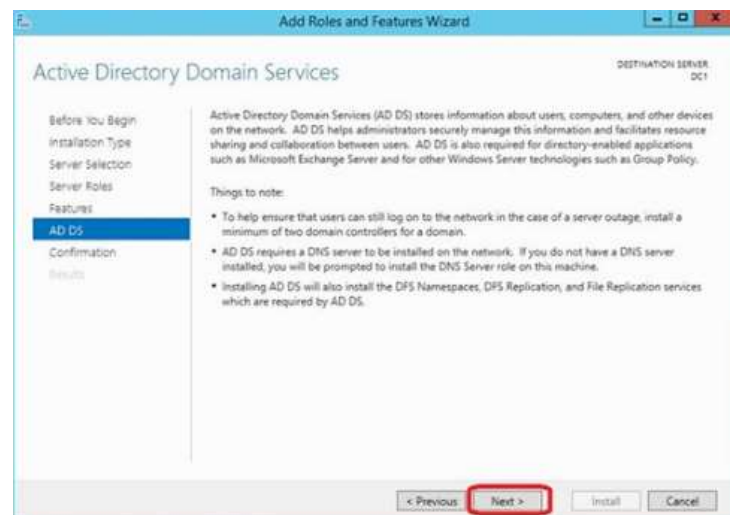 Add Roles and Features Wizard
Active Directory Domain Services
DESTINATION SERVER
DC1
Before You Begin
Installation Type
Server Selection
Server Roles
Features
AD DS
Confirmation
Results
Active Directory Domain Services (AD DS) stores information about users, computers, and other devices
on the network. AD DS helps administrators securely manage this information and facilitates resource
sharing and collaboration between users. AD DS is also required for directory-enabled applications
such as Microsoft Exchange Server and for other Windows Server technologies such as Group Policy.
Things to note:
• To help ensure that users can still log on to the network in the case of a server outage, install a
minimum of two domain controllers for a domain.
• AD DS requires a DNS server to be installed on the network. If you do not have a DNS server
installed, you will be prompted to install the DNS Server role on this machine.
• Installing AD DS will also install the DFS Namespaces, DFS Replication, and File Replication services
which are required by AD DS.
< Previous
Next >
Install
Cancel